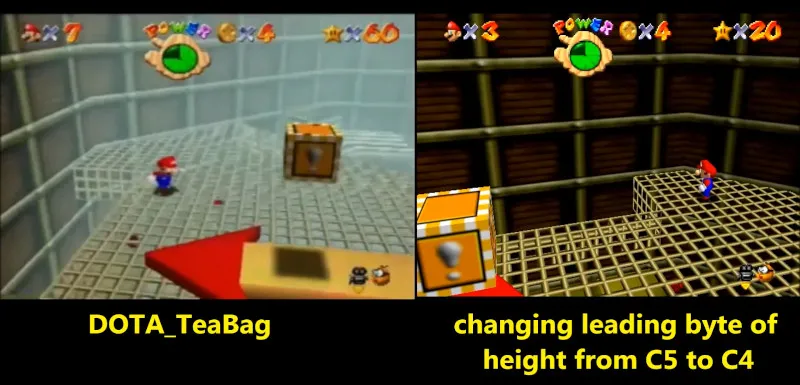 ×7 POWER ×4 ×60
×3 POWER ×4 ×20
DOTA_TeaBag
changing leading byte of
height from C5 to C4